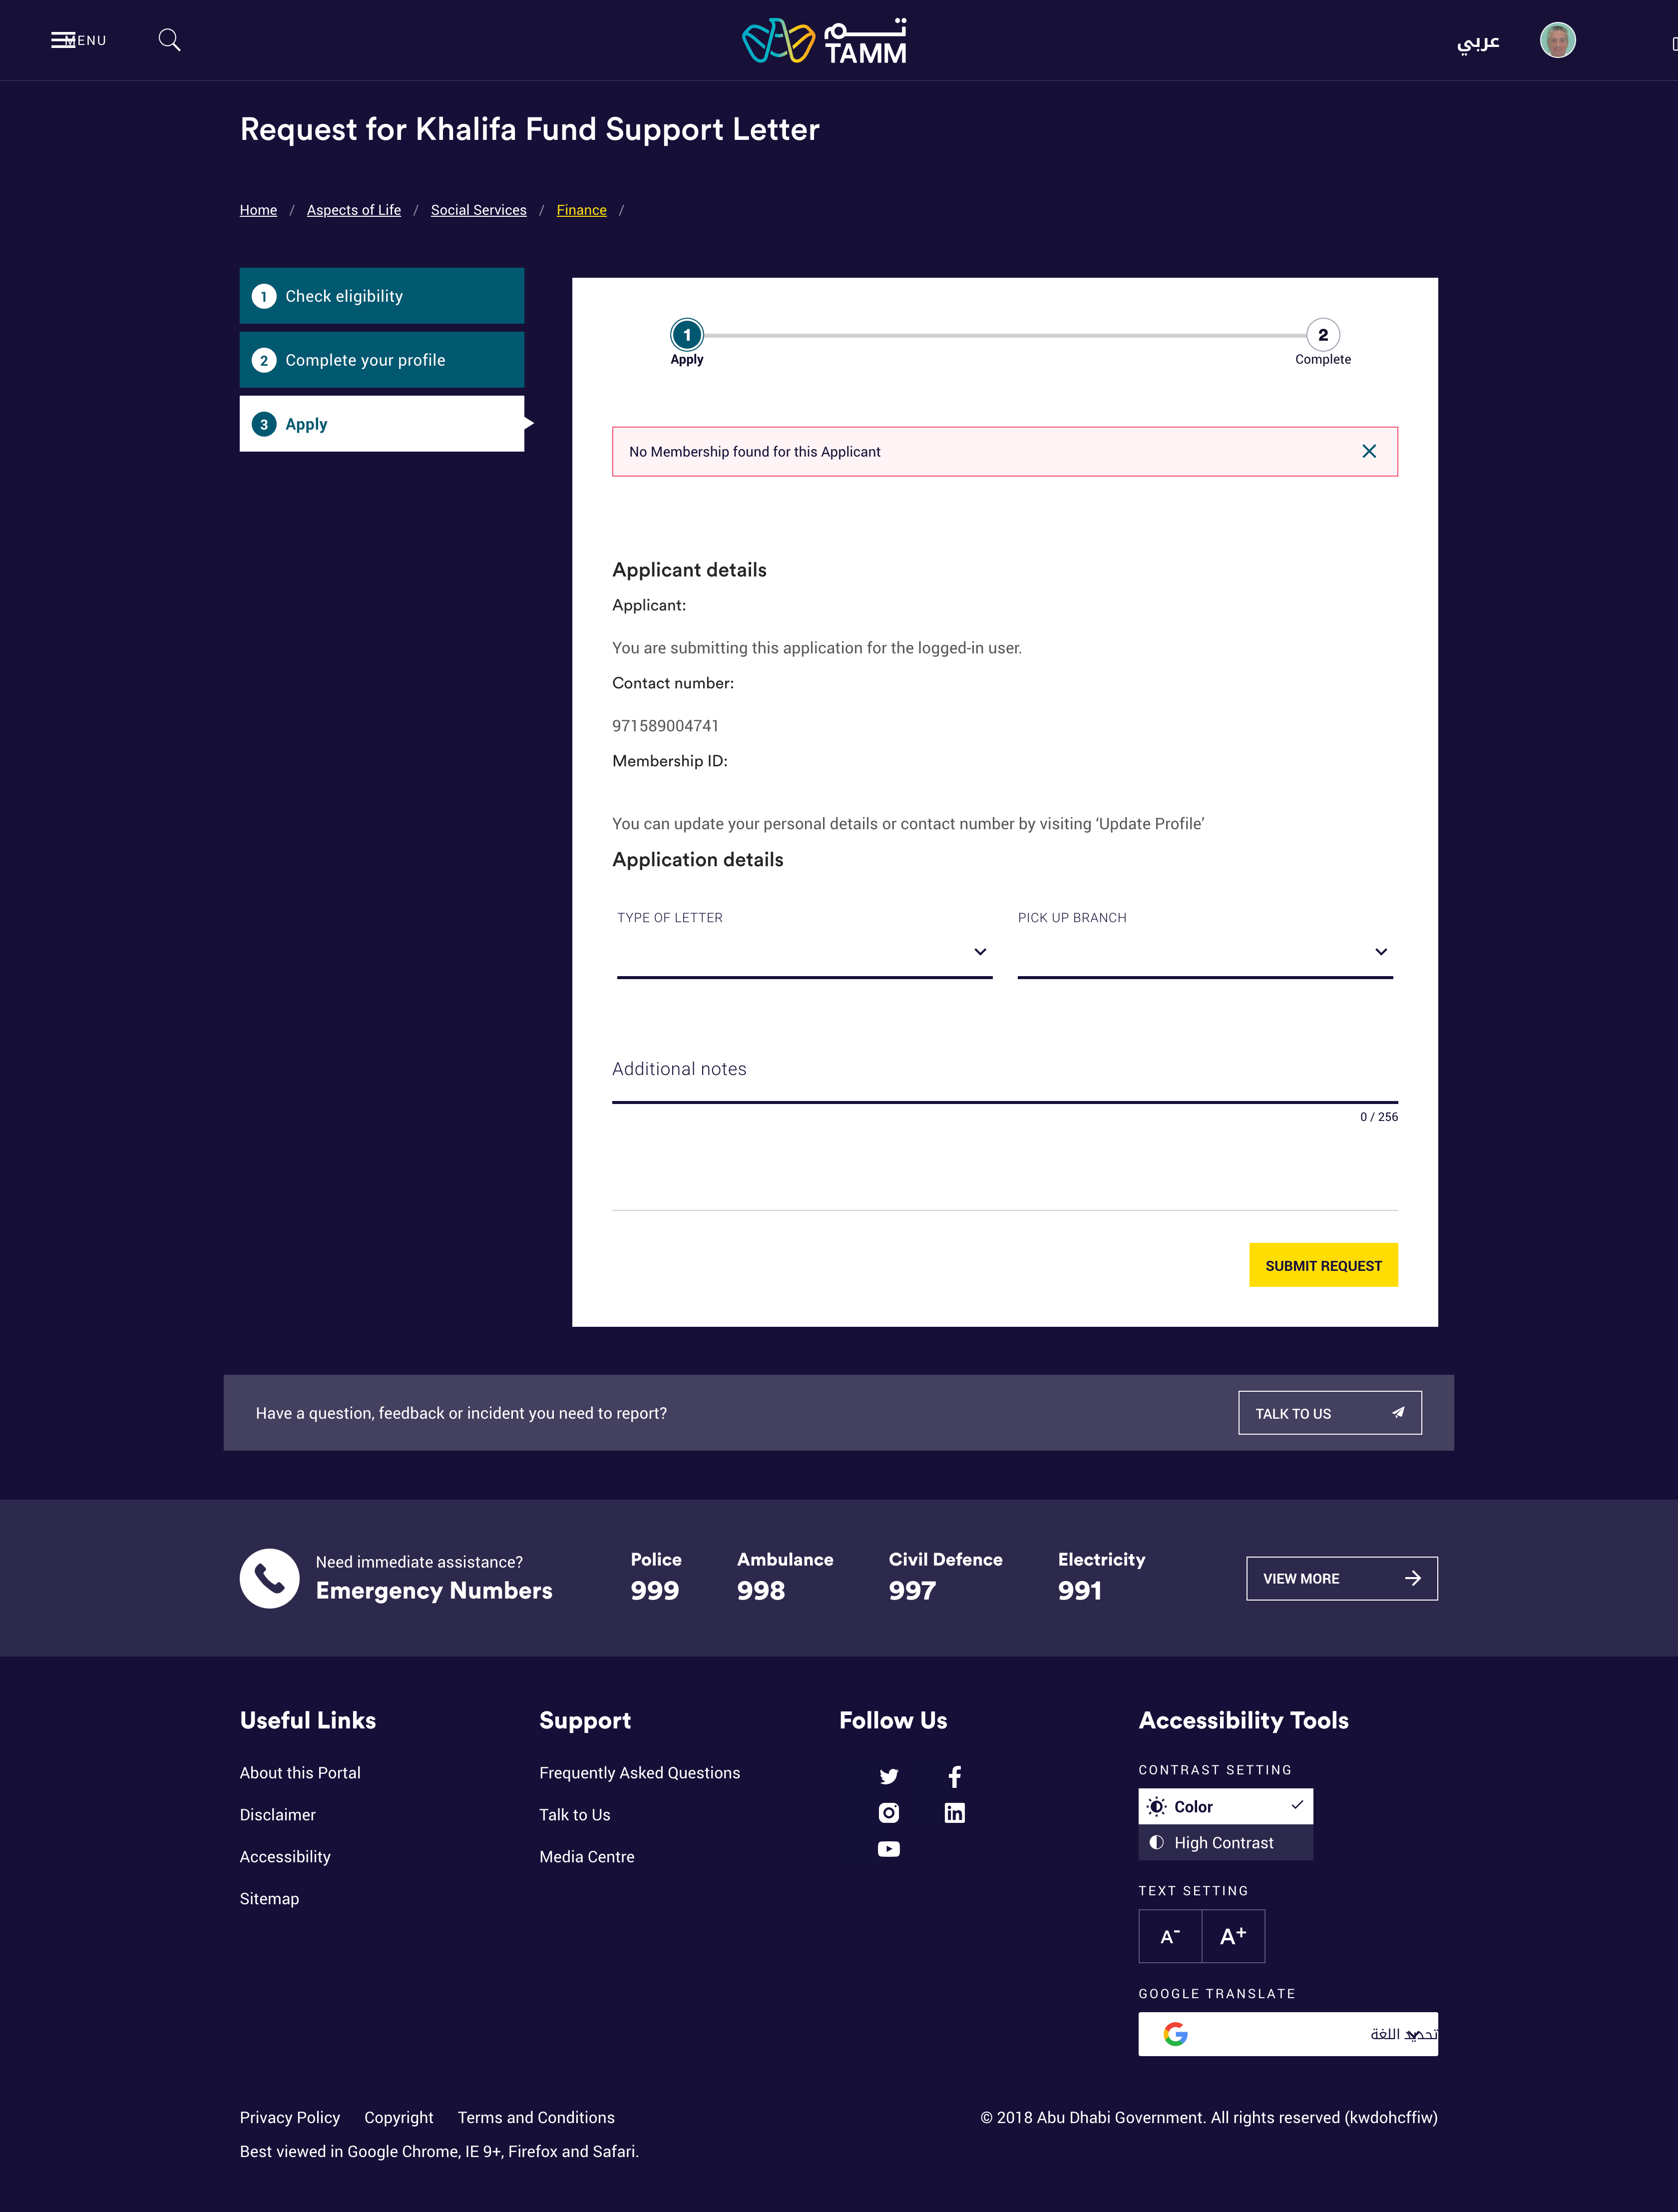 MENU
تم
TAMM
عربي
Request for Khalifa Fund Support Letter
Home / Aspects of Life / Social Services / Finance /
1 Check eligibility
2 Complete your profile
3 Apply
1
Apply
2
Complete
No Membership found for this Applicant
Applicant details
Applicant:
You are submitting this application for the logged-in user.
Contact number:
971589004741
Membership ID:
You can update your personal details or contact number by visiting ‘Update Profile’
Application details
TYPE OF LETTER
PICK UP BRANCH
Additional notes
0 / 256
SUBMIT REQUEST
Have a question, feedback or incident you need to report?
TALK TO US
Need immediate assistance?
Emergency Numbers
Police
999
Ambulance
998
Civil Defence
997
Electricity
991
VIEW MORE
Useful Links
About this Portal
Disclaimer
Accessibility
Sitemap
Support
Frequently Asked Questions
Talk to Us
Media Centre
Follow Us
Accessibility Tools
CONTRAST SETTING
Color
High Contrast
TEXT SETTING
A- A+
GOOGLE TRANSLATE
تحديد اللغة
Privacy Policy Copyright Terms and Conditions
© 2018 Abu Dhabi Government. All rights reserved (kwdohcffiw)
Best viewed in Google Chrome, IE 9+, Firefox and Safari.